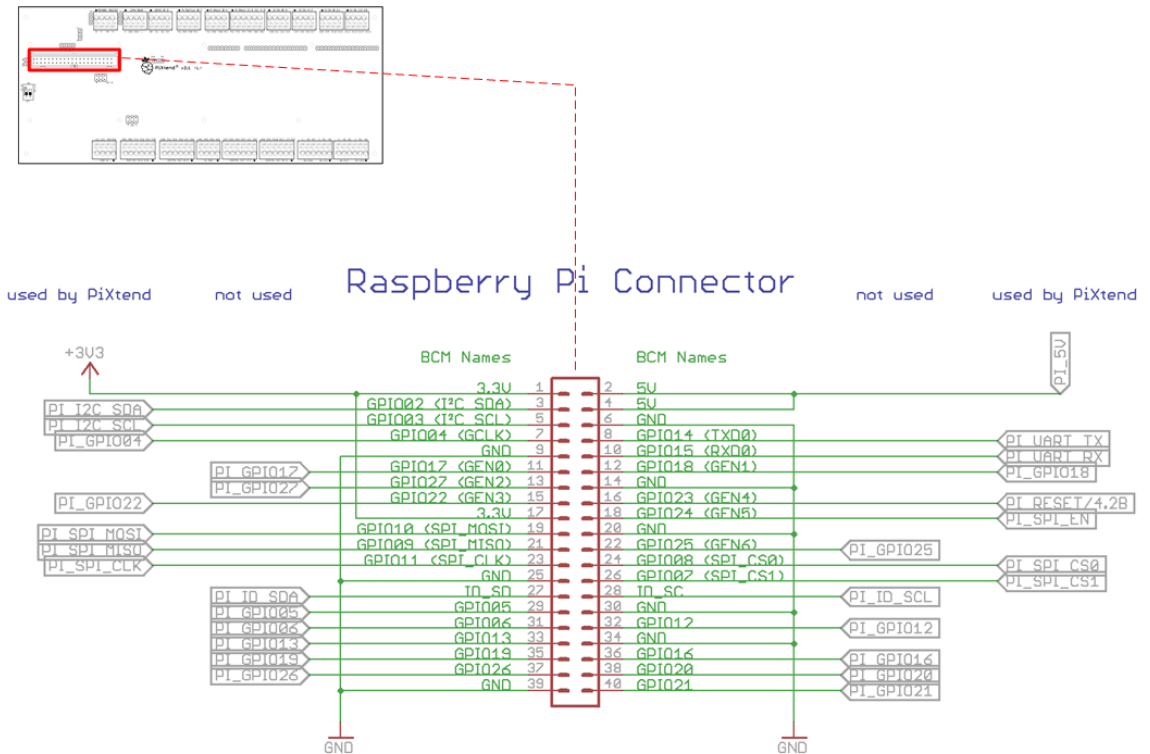 PiXtend® v2.1
Raspberry Pi Connector
used by PiXtend not used not used used by PiXtend
+3V3 BCM Names BCM Names PI_5V
3.3V 1 2 5V
PI_I2C_SDA GPIO02 (I²C SDA) 3 4 5V
PI_I2C_SCL GPIO03 (I²C SCL) 5 6 GND
PI_GPIO04 GPIO04 (GCLK) 7 8 GPIO14 (TXD0) PI_UART_TX
GND 9 10 GPIO15 (RXD0) PI_UART_RX
PI_GPIO17 GPIO17 (GEN0) 11 12 GPIO18 (GEN1) PI_GPIO18
PI_GPIO27 GPIO27 (GEN2) 13 14 GND
PI_GPIO22 GPIO22 (GEN3) 15 16 GPIO23 (GEN4) PI_RESET/4.2B
3.3V 17 18 GPIO24 (GEN5) PI_SPI_EN
PI_SPI_MOSI GPIO10 (SPI_MOSI) 19 20 GND
PI_SPI_MISO GPIO09 (SPI_MISO) 21 22 GPIO25 (GEN6) PI_GPIO25
PI_SPI_CLK GPIO11 (SPI_CLK) 23 24 GPIO08 (SPI_CS0) PI_SPI_CS0
GND 25 26 GPIO07 (SPI_CS1) PI_SPI_CS1
PI_ID_SDA ID_SD 27 28 ID_SC PI_ID_SCL
PI_GPIO05 GPIO05 29 30 GND
PI_GPIO06 GPIO06 31 32 GPIO12 PI_GPIO12
PI_GPIO13 GPIO13 33 34 GND
PI_GPIO19 GPIO19 35 36 GPIO16 PI_GPIO16
PI_GPIO26 GPIO26 37 38 GPIO20 PI_GPIO20
GND 39 40 GPIO21 PI_GPIO21
GND GND